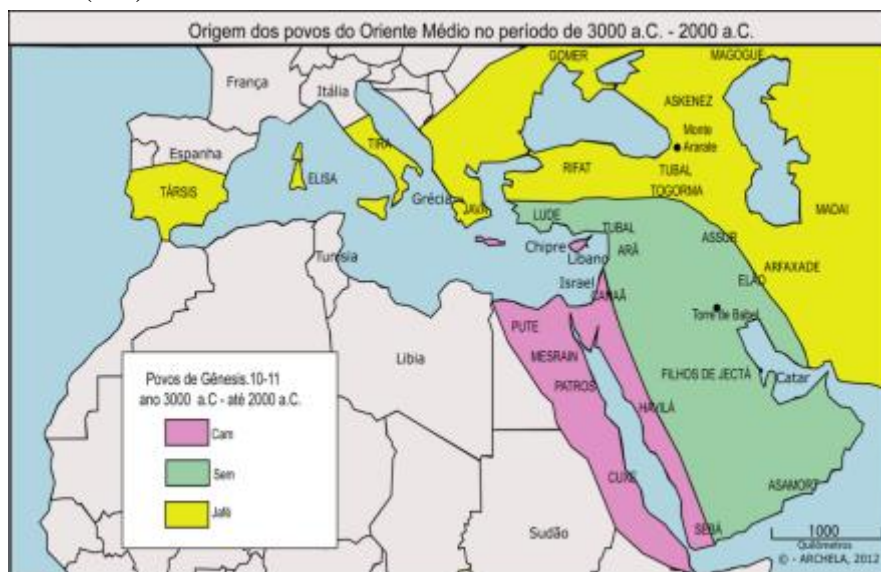 Origem dos povos do Oriente Médio no período de 3000 a.C. - 2000 a.C.
GOMER
MAGOGUE
França
Itália
ASKENEZ
Monte
Ararate
Espanha
TIRA
RIFAT
TUBAL
TÁRSIS
ELISA
TOGORMA
Grécia
JAVÃ
MADAI
LUDE
TUBAL
ASSUR
Chipre
ARÃ
Tunísia
Líbano
ARFAXADE
ELÃO
Israel
CANAÃ
Torre de Babel
PUTE
Líbia
MESRAIN
FILHOS DE JECTÃ
Catar
PATROS
HAVILÁ
Povos de Gênesis.10-11
ano 3000 a.C - até 2000 a.C.
Cam
Sem
Jafé
CUXE
ASAMORT
SEBÁ
Sudão
1000
Quilômetros
© - ARCHELA, 2012